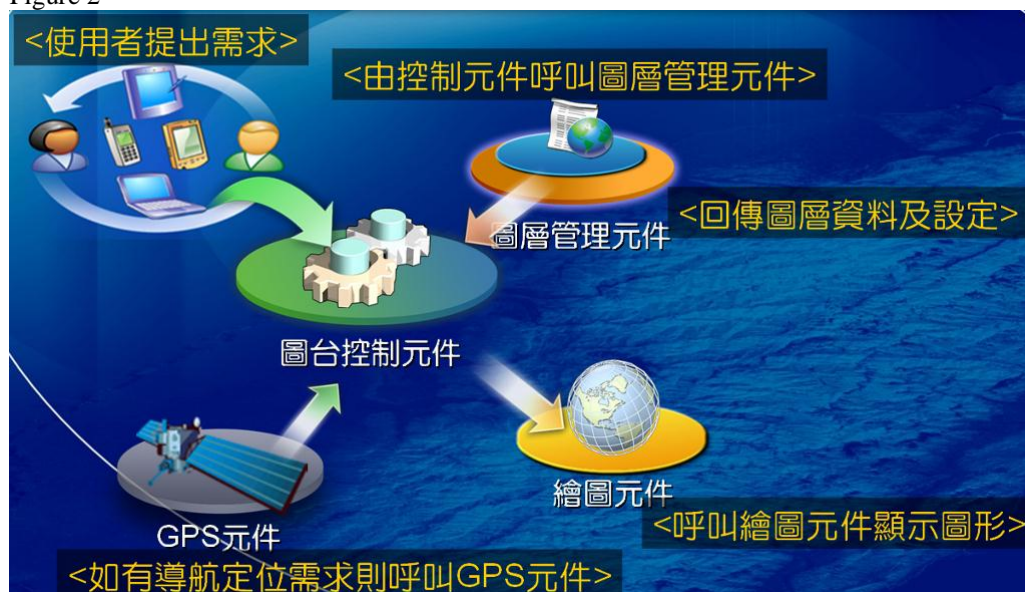 Figure 2
<使用者提出需求>
<由控制元件呼叫圖層管理元件>
<回傳圖層資料及設定>
圖層管理元件
圖台控制元件
繪圖元件
<呼叫繪圖元件顯示圖形>
GPS元件
<如有導航定位需求則呼叫GPS元件>